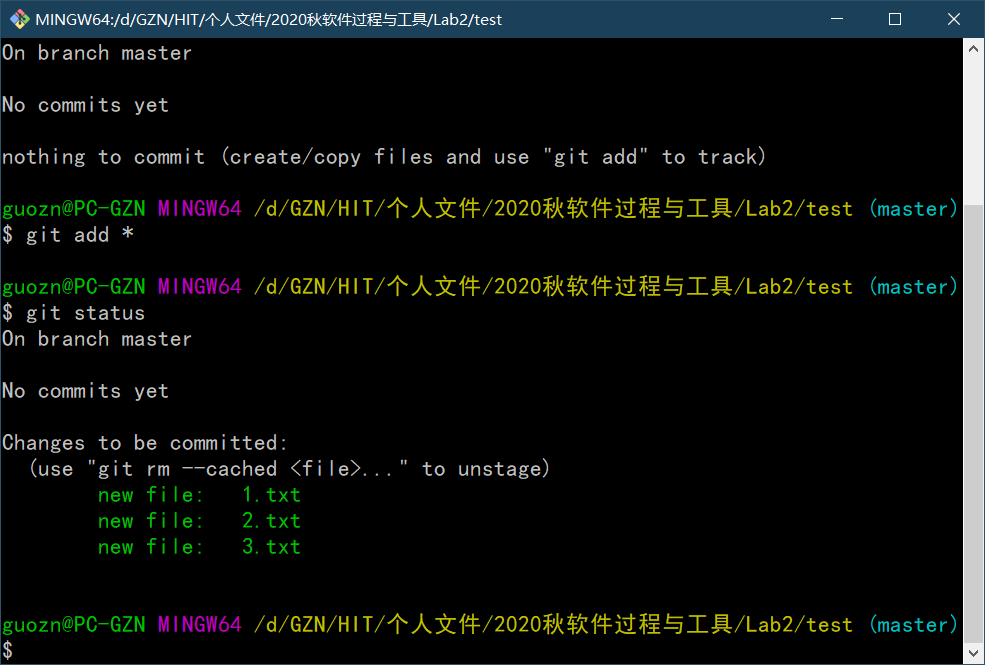 MINGW64:/d/GZN/HIT/个人文件/2020秋软件过程与工具/Lab2/test
On branch master
No commits yet
nothing to commit (create/copy files and use "git add" to track)
guozn@PC-GZN MINGW64 /d/GZN/HIT/个人文件/2020秋软件过程与工具/Lab2/test (master)
$ git add *
guozn@PC-GZN MINGW64 /d/GZN/HIT/个人文件/2020秋软件过程与工具/Lab2/test (master)
$ git status
On branch master
No commits yet
Changes to be committed:
(use "git rm --cached <file>..." to unstage)
new file: 1.txt
new file: 2.txt
new file: 3.txt
guozn@PC-GZN MINGW64 /d/GZN/HIT/个人文件/2020秋软件过程与工具/Lab2/test (master)
$